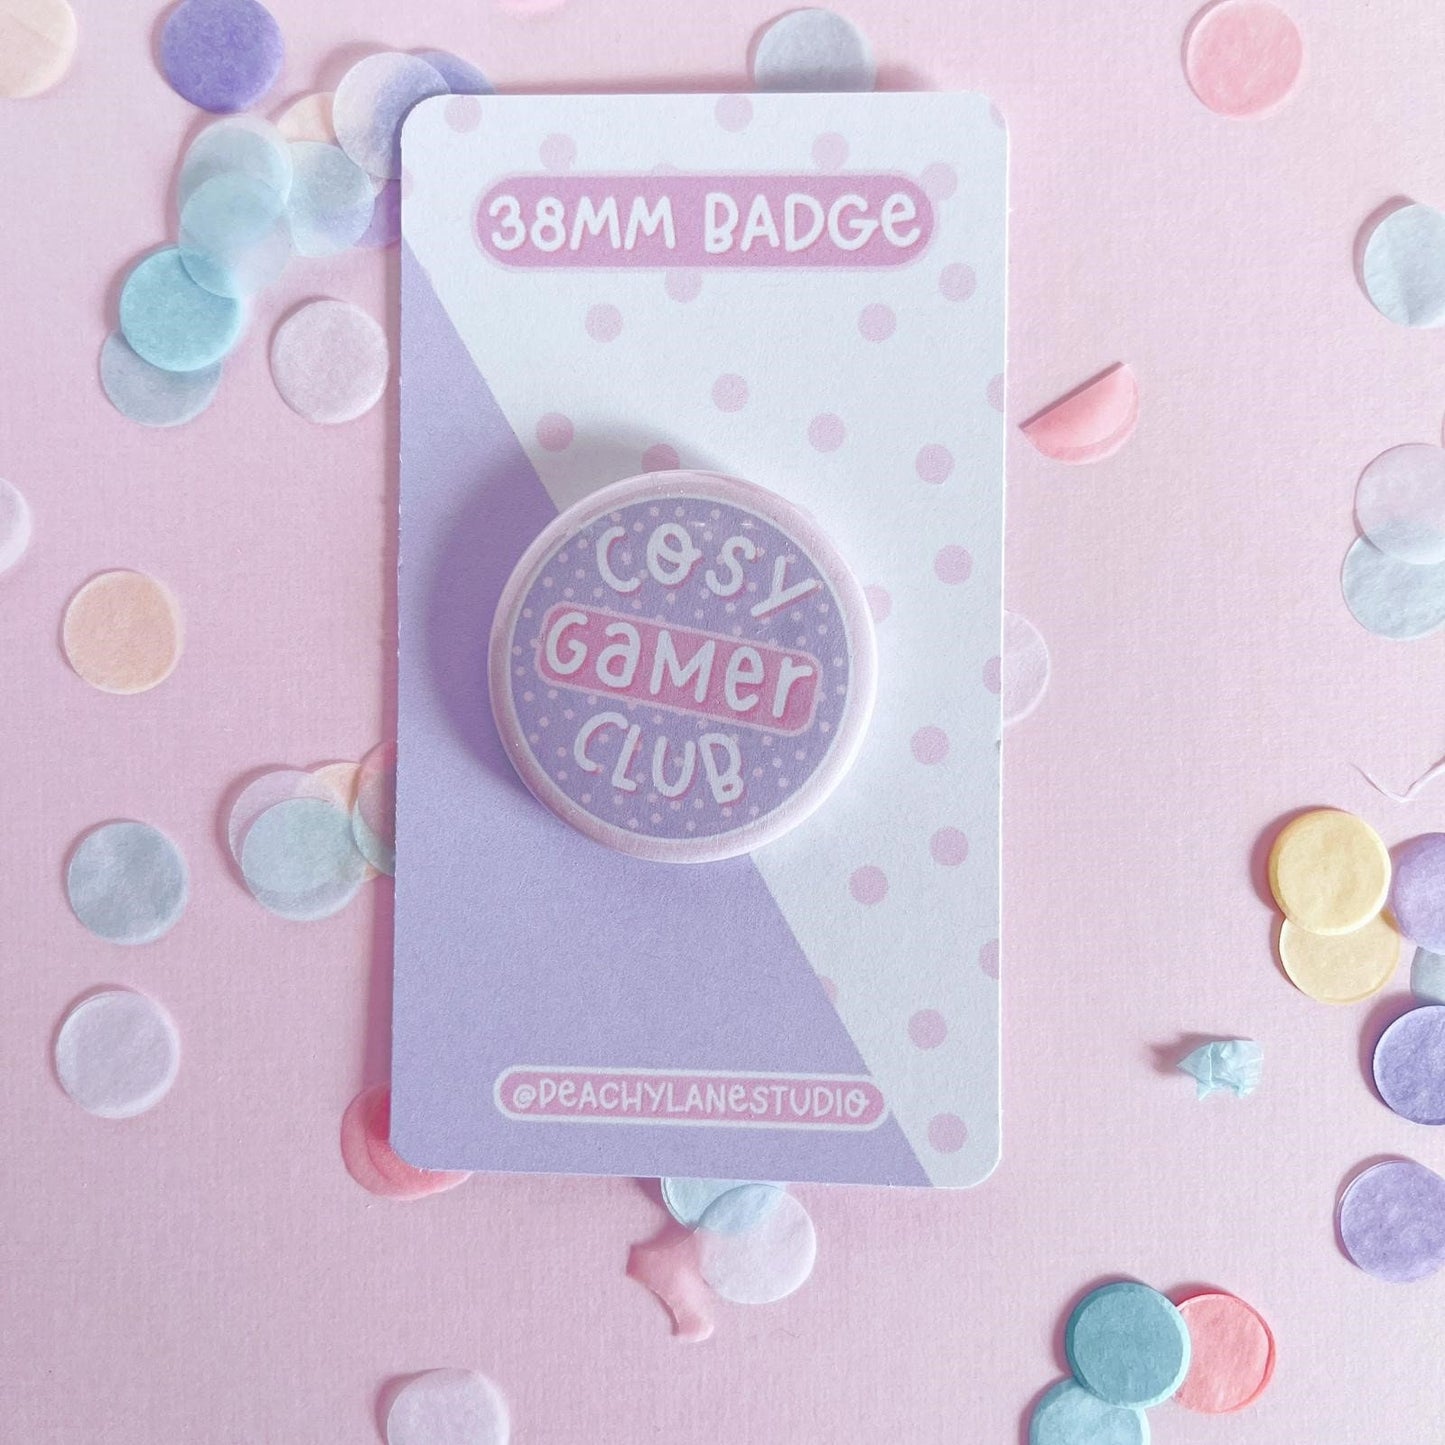 38MM BADGe
COSY
GaMer
CLUB
@PeACHYLANeSTUDIO